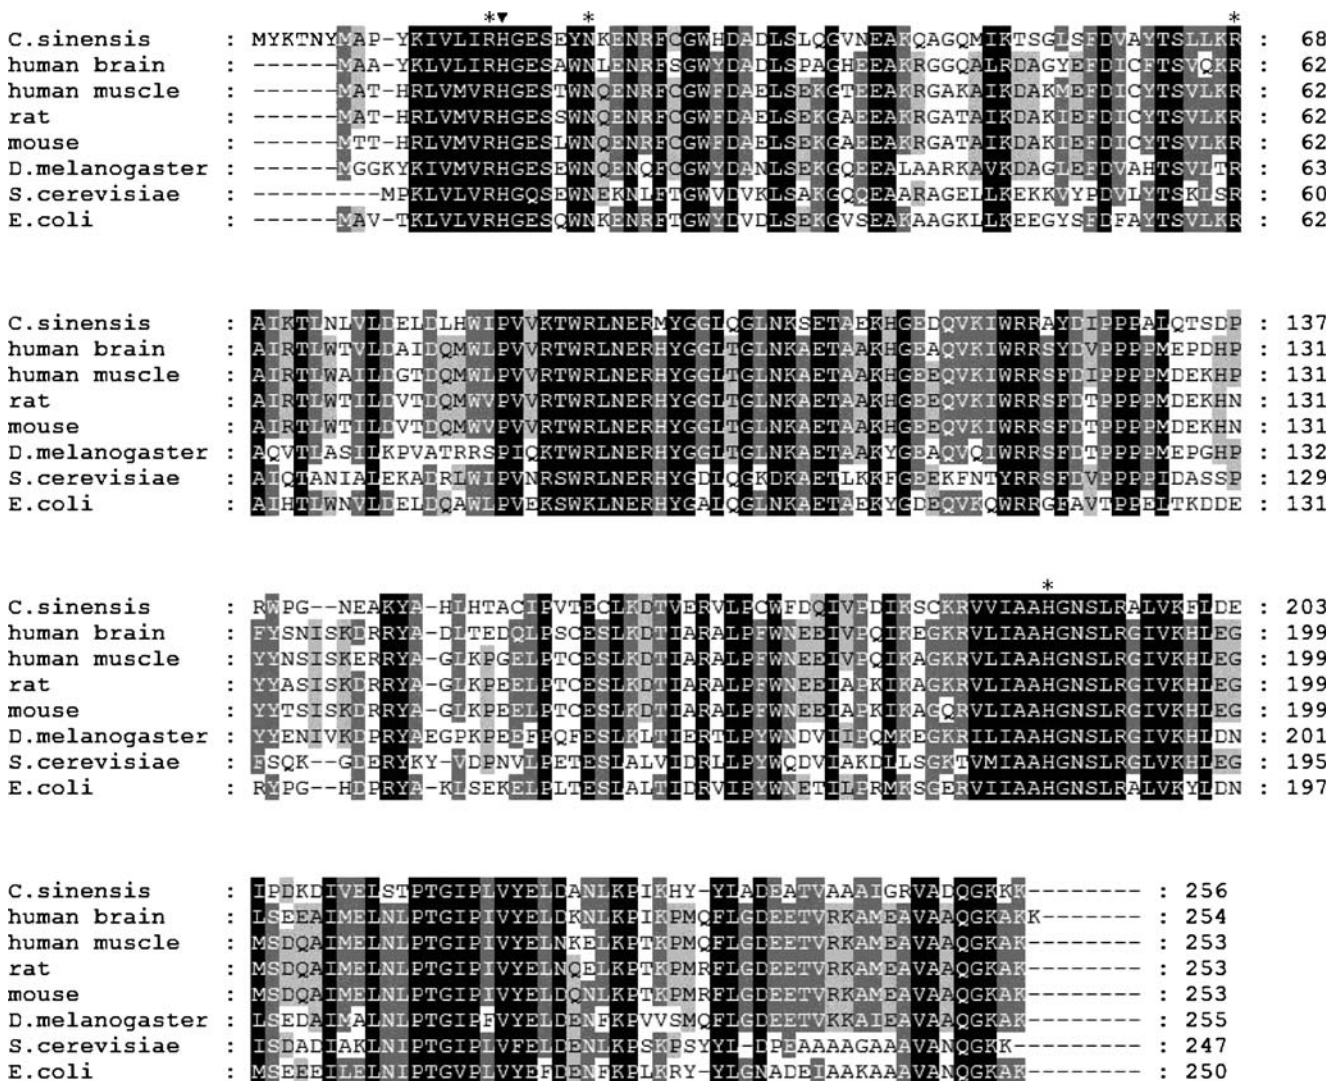 * ▼ * *
C.sinensis : MYKTNYMAP-YKIVLIRHGESEYNKENRFCGWHDADLSLQGVNEAKQAGQMIKTSGLSFDVAYTSLLKR : 68
human brain : ------MAA-YKLVLIRHGESAWNLENRFSGWYDADLSPAGHEEAKRGGQALRDAGYEFDICFTSVQKR : 62
human muscle : ------MAT-HRLVMVRHGESTWNQENRFCGWFDAELSEKGTEEAKRGAKAIKDAKMEFDICYTSVLKR : 62
rat : ------MAT-HRLVMVRHGESSWNQENRFCGWFDAELSEKGAEEAKRGATAIKDAKIEFDICYTSVLKR : 62
mouse : ------MTT-HRLVMVRHGESLWNQENRFCGWFDAELSEKGAEEAKRGATAIKDAKIEFDICYTSVLKR : 62
D.melanogaster : ------MGGKYKIVMVRHGESEWNQENQFCGWYDANLSEKGQEEALAARKAVKDAGLEFDVAHTSVLTR : 63
S.cerevisiae : ---------MPKLVLVRHGQSEWNEKNLFTGWVDVKLSAKGQQEAARAGELLKEKKVYPDVLYTSKLSR : 60
E.coli : ------MAV-TKLVLVRHGESQWNKENRFTGWYDVDLSEKGVSEAKAAGKLLKEEGYSFDFAYTSVLKR : 62
*
C.sinensis : AIKTLNLVLDELDLHWIPVVKTWRLNERMYGGLQGLNKSETAEKHGEDQVKIWRRAYDIPPPALQTSDP : 137
human brain : AIRTLWTVLDAIDQMWLPVVRTWRLNERHYGGLTGLNKAETAAKHGEAQVKIWRRSYDVPPPPMEPDHP : 131
human muscle : AIRTLWAILDGTDQMWLPVVRTWRLNERHYGGLTGLNKAETAAKHGEEQVKIWRRSFDIPPPPMDEKHP : 131
rat : AIRTLWTILDVTDQMWVPVVRTWRLNERHYGGLTGLNKAETAAKHGEEQVKIWRRSFDTPPPPMDEKHN : 131
mouse : AIRTLWTILDVTDQMWVPVVRTWRLNERHYGGLTGLNKAETAAKHGEEQVKIWRRSFDTPPPPMDEKHN : 131
D.melanogaster : AQVTLASILKPVATRRSPIQKTWRLNERHYGGLTGLNKAETAAKYGEAQVQIWRRSFDTPPPPMEPGHP : 132
S.cerevisiae : AIQTANIALEKADRLWIPVNRSWRLNERHYGDLQGKDKAETLKKFGEEKFNTYRRSFDVPPPPIDASSP : 129
E.coli : AIHTLWNVLDELDQAWLPVEKSWKLNERHYGALQGLNKAETAEKYGDEQVKQWRRGFAVTPPELTKDDE : 131
C.sinensis : RWPG--NEAKYA-HLHTACIPVTECLKDTVERVLPCWFDQIVPDIKSCKRVVIAAHGNSLRALVKFLDE : 203
human brain : FYSNISKDRRYA-DLTEDQLPSCESLKDTIARALPFWNEEIVPQIKEGKRVLIAAHGNSLRGIVKHLEG : 199
human muscle : YYNSISKERRYA-GLKPGELPTCESLKDTIARALPFWNEEIVPQIKAGKRVLIAAHGNSLRGIVKHLEG : 199
rat : YYASISKDRRYA-GLKPEELPTCESLKDTIARALPFWNEEIAPKIKAGKRVLIAAHGNSLRGIVKHLEG : 199
mouse : YYTSISKDRRYA-GLKPEELPTCESLKDTIARALPFWNEEIAPKIKAGQRVLIAAHGNSLRGIVKHLEG : 199
D.melanogaster : YYENIVKDPRYAEGPKPEEFPQFESLKLTIERTLPYWNDVIIPQMKEGKRILIAAHGNSLRGIVKHLDN : 201
S.cerevisiae : FSQK--GDERYKY-VDPNVLPETESLALVIDRLLPYWQDVIAKDLLSGKTVMIAAHGNSLRGLVKHLEG : 195
E.coli : RYPG--HDPRYA-KLSEKELPLTESLALTIDRVIPYWNETILPRMKSGERVIIAAHGNSLRALVKYLDN : 197
C.sinensis : IPDKDIVELSTPTGIPLVYELDANLKPIKHY-YLADEATVAAAIGRVADQGKKK-------- : 256
human brain : LSEEAIMELNLPTGIPIVYELDKNLKPIKPMQFLGDEETVRKAMEAVAAQGKAKK------- : 254
human muscle : MSDQAIMELNLPTGIPIVYELNKELKPTKPMQFLGDEETVRKAMEAVAAQGKAK-------- : 253
rat : MSDQAIMELNLPTGIPIVYELNQELKPTKPMRFLGDEETVRKAMEAVAAQGKAK-------- : 253
mouse : MSDQAIMELNLPTGIPIVYELDQNLKPTKPMRFLGDEETVRKAMEAVAAQGKAK-------- : 253
D.melanogaster : LSEDAIMALNLPTGIPFVYELDENFKPVVSMQFLGDEETVKKAIEAVAAQGKAK-------- : 255
S.cerevisiae : ISDADIAKLNIPTGIPLVFELDENLKPSKPSYYL-DPEAAAAGAAAVANQGKK--------- : 247
E.coli : MSEEEILELNIPTGVPLVYEFDENFKPLKRY-YLGNADEIAAKAAAVANQGKAK-------- : 250